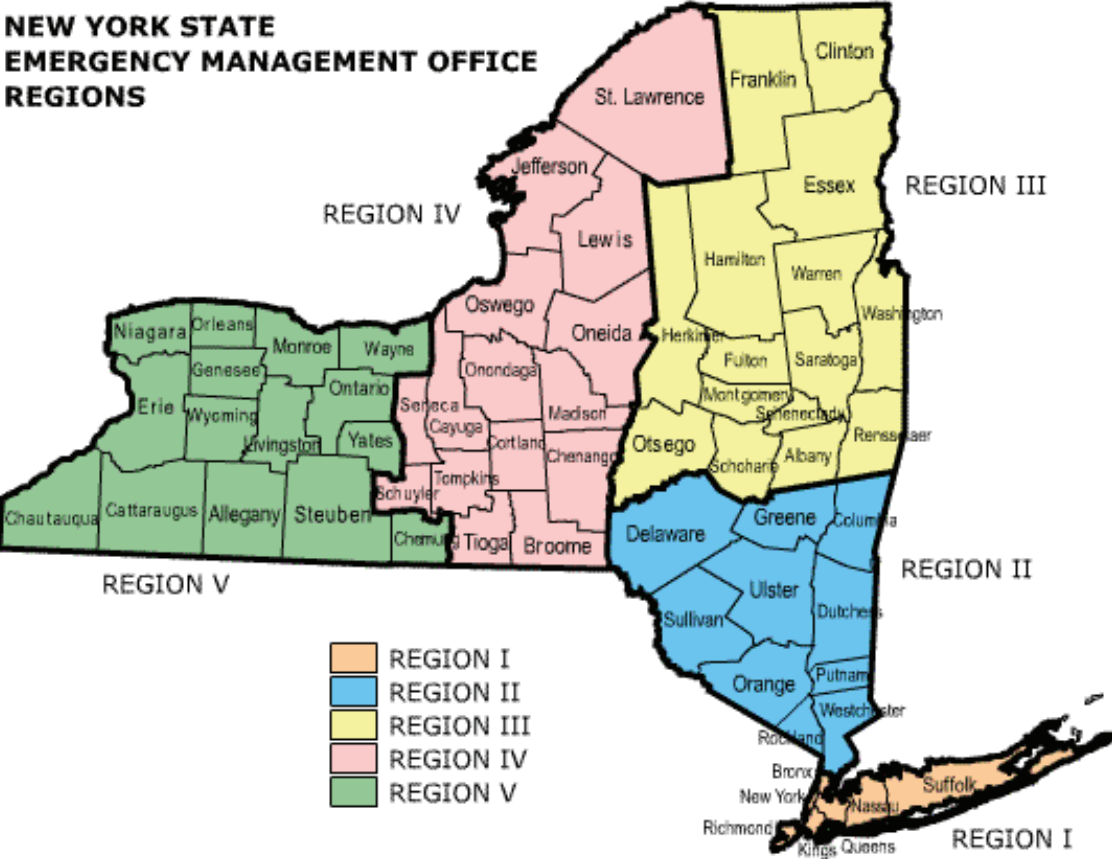 NEW YORK STATE
EMERGENCY MANAGEMENT OFFICE
REGIONS
Clinton
Franklin
St. Lawrence
Jefferson
Essex
REGION III
REGION IV
Lewis
Hamilton
Warren
Oswego
Washington
Niagara
Orleans
Oneida
Herkimer
Monroe
Wayne
Fulton
Saratoga
Genesee
Onondaga
Ontario
Montgomery
Erie
Wyoming
Seneca
Madison
Schenectady
Cayuga
Livingston
Yates
Cortland
Otsego
Rensselaer
Chenango
Albany
Schoharie
Tompkins
Schuyler
Chautauqua
Cattaraugus
Allegany
Steuben
Greene
Columbia
Delaware
Chemung
Tioga
Broome
REGION II
REGION V
Ulster
Dutchess
Sullivan
Putnam
Orange
Westchester
Rockland
REGION I
REGION II
REGION III
REGION IV
REGION V
Bronx
New York
Suffolk
Nassau
Richmond
Kings
Queens
REGION I